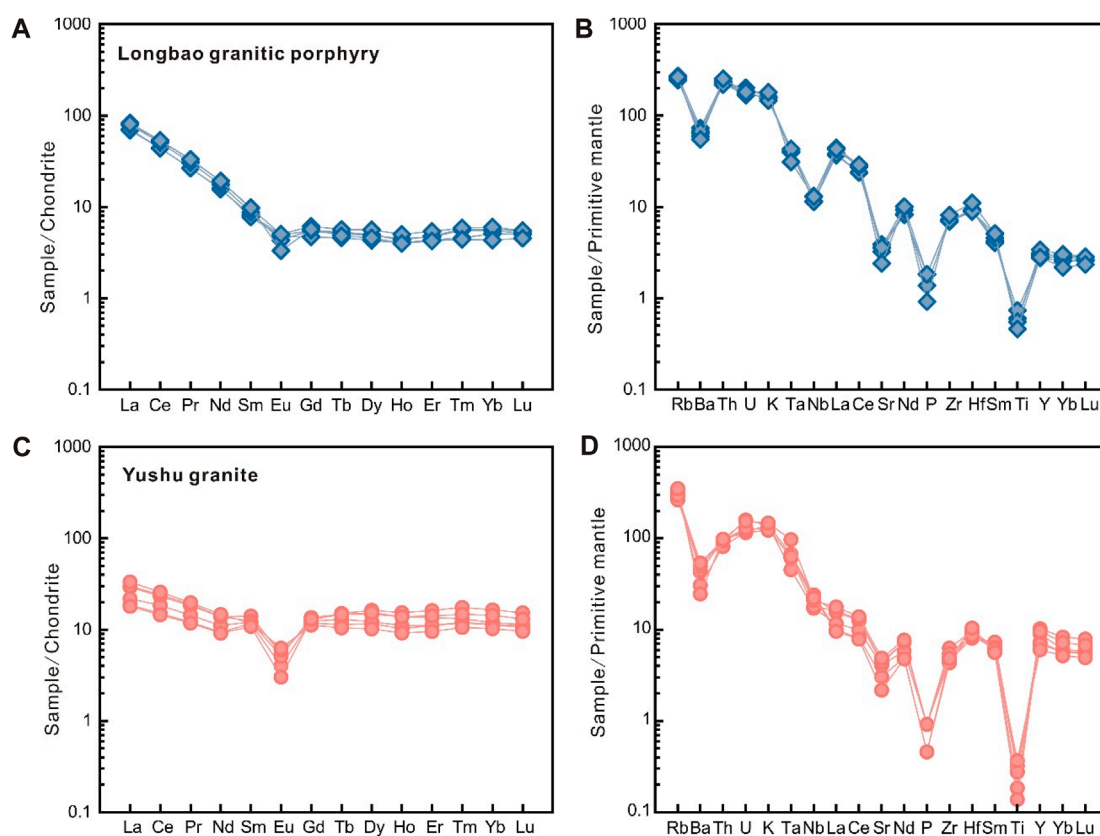 A
Longbao granitic porphyry
Sample/Chondrite
1000
100
10
1
0.1
La Ce Pr Nd Sm Eu Gd Tb Dy Ho Er Tm Yb Lu
B
Sample/Primitive mantle
1000
100
10
1
0.1
Rb Ba Th U K Ta Nb La Ce Sr Nd P Zr Hf Sm Ti Y Yb Lu
C
Yushu granite
Sample/Chondrite
1000
100
10
1
0.1
La Ce Pr Nd Sm Eu Gd Tb Dy Ho Er Tm Yb Lu
D
Sample/Primitive mantle
1000
100
10
1
0.1
Rb Ba Th U K Ta Nb La Ce Sr Nd P Zr Hf Sm Ti Y Yb Lu